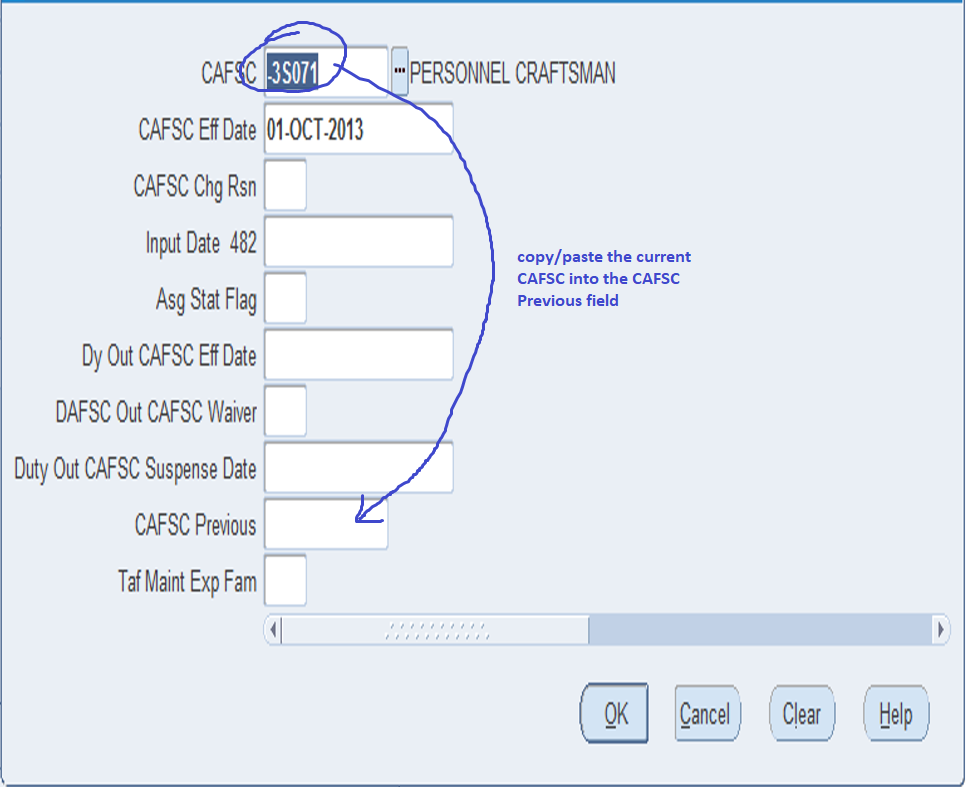 CAFSC -3S071 ... PERSONNEL CRAFTSMAN
CAFSC Eff Date 01-OCT-2013
CAFSC Chg Rsn
Input Date 482
copy/paste the current
CAFSC into the CAFSC
Previous field
Asg Stat Flag
Dy Out CAFSC Eff Date
DAFSC Out CAFSC Waiver
Duty Out CAFSC Suspense Date
CAFSC Previous
Taf Maint Exp Fam
OK Cancel Clear Help